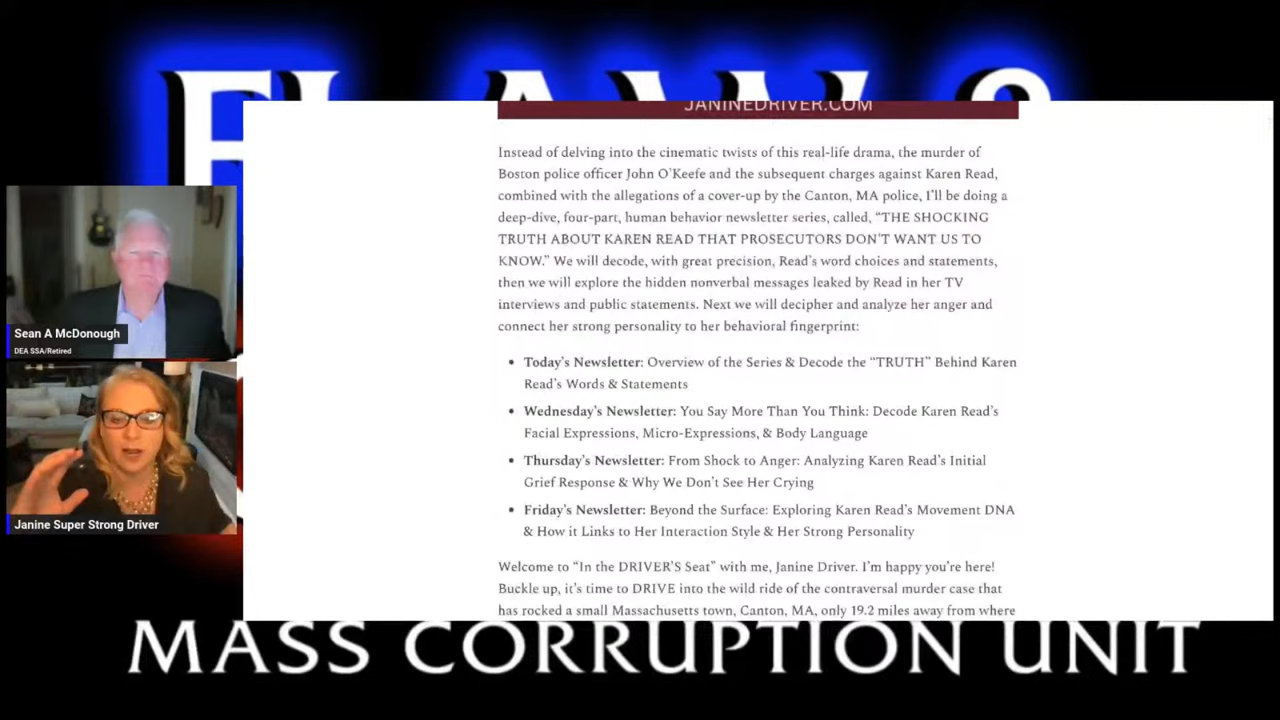 JANINEDRIVER.COM
Instead of delving into the cinematic twists of this real-life drama, the murder of
Boston police officer John O'Keefe and the subsequent charges against Karen Read,
combined with the allegations of a cover-up by the Canton, MA police, I'll be doing a
deep-dive, four-part, human behavior newsletter series, called, "THE SHOCKING
TRUTH ABOUT KAREN READ THAT PROSECUTORS DON'T WANT US TO
KNOW." We will decode, with great precision, Read's word choices and statements,
then we will explore the hidden nonverbal messages leaked by Read in her TV
interviews and public statements. Next we will decipher and analyze her anger and
connect her strong personality to her behavioral fingerprint:
• Today's Newsletter: Overview of the Series & Decode the "TRUTH" Behind Karen
Read's Words & Statements
• Wednesday's Newsletter: You Say More Than You Think: Decode Karen Read's
Facial Expressions, Micro-Expressions, & Body Language
• Thursday's Newsletter: From Shock to Anger: Analyzing Karen Read's Initial
Grief Response & Why We Don't See Her Crying
• Friday's Newsletter: Beyond the Surface: Exploring Karen Read's Movement DNA
& How it Links to Her Interaction Style & Her Strong Personality
Welcome to "In the DRIVER'S Seat" with me, Janine Driver. I'm happy you're here!
Buckle up, it's time to DRIVE into the wild ride of the contraversal murder case that
has rocked a small Massachusetts town, Canton, MA, only 19.2 miles away from where
Sean A McDonough
DEA SSA/Retired
Janine Super Strong Driver
MASS CORRUPTION UNIT